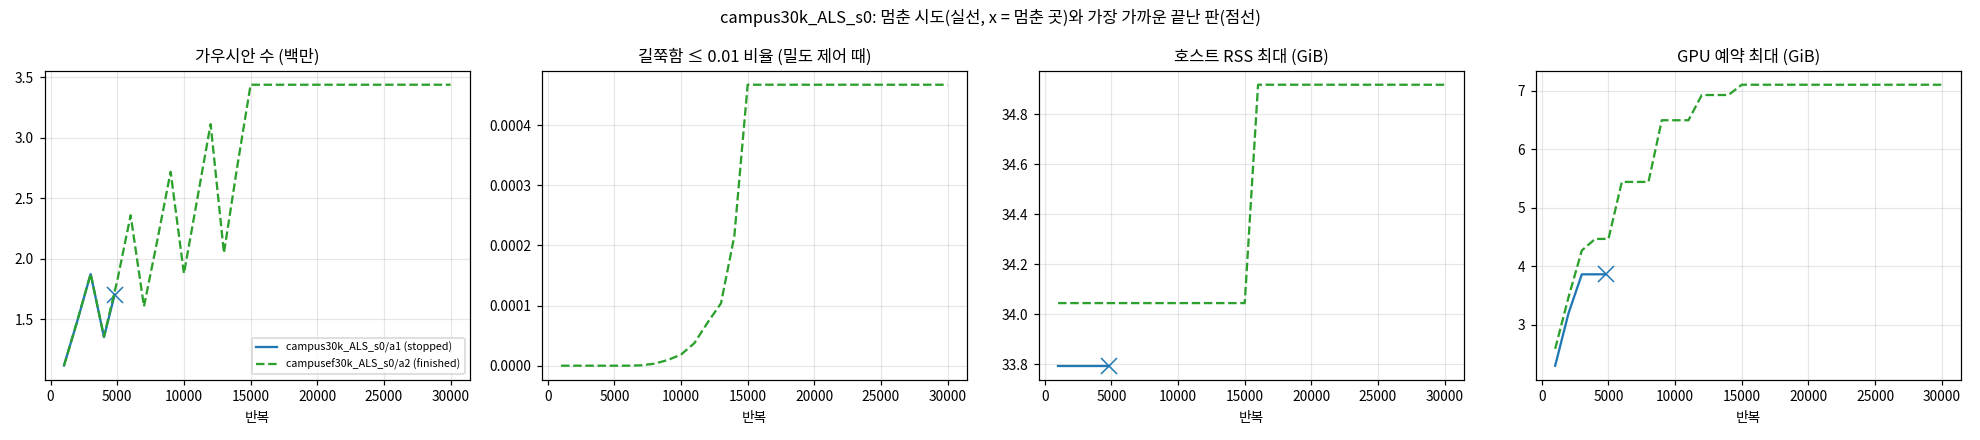 campus30k_ALS_s0: 멈춘 시도(실선, x = 멈춘 곳)와 가장 가까운 끝난 판(점선)
가우시안 수 (백만)
3.5
3.0
2.5
2.0
1.5
0 5000 10000 15000 20000 25000 30000
반복
campus30k_ALS_s0/a1 (stopped)
campusef30k_ALS_s0/a2 (finished)
길쭉함 ≤ 0.01 비율 (밀도 제어 때)
0.0004
0.0003
0.0002
0.0001
0.0000
0 5000 10000 15000 20000 25000 30000
반복
호스트 RSS 최대 (GiB)
34.8
34.6
34.4
34.2
34.0
33.8
0 5000 10000 15000 20000 25000 30000
반복
GPU 예약 최대 (GiB)
7
6
5
4
3
0 5000 10000 15000 20000 25000 30000
반복